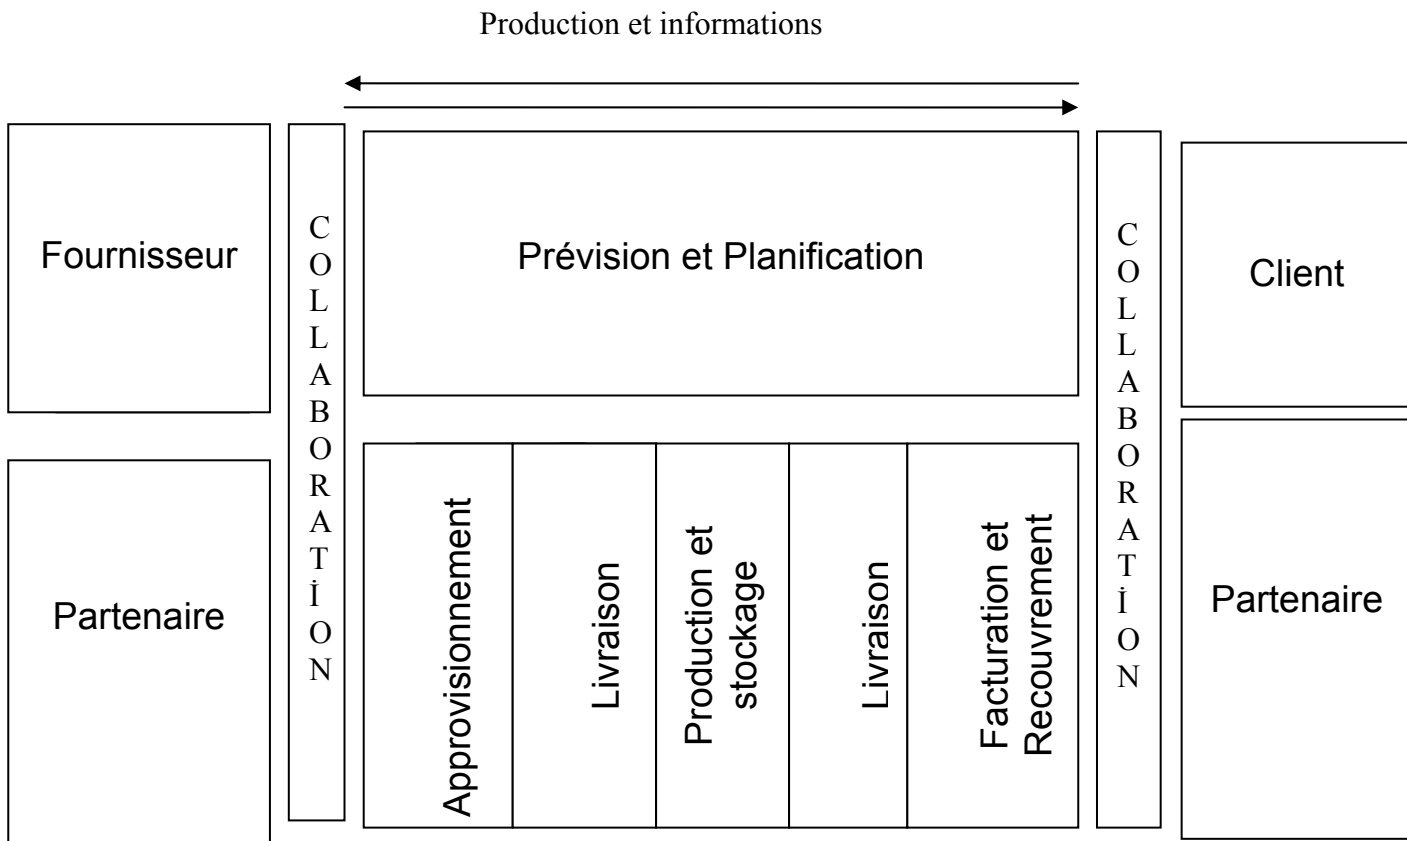 Production et informations
Fournisseur
COLLABORATİON
Prévision et Planification
COLLABORATİON
Client
Partenaire
Approvisionnement
Livraison
Production et
stockage
Livraison
Facturation et
Recouvrement
Partenaire